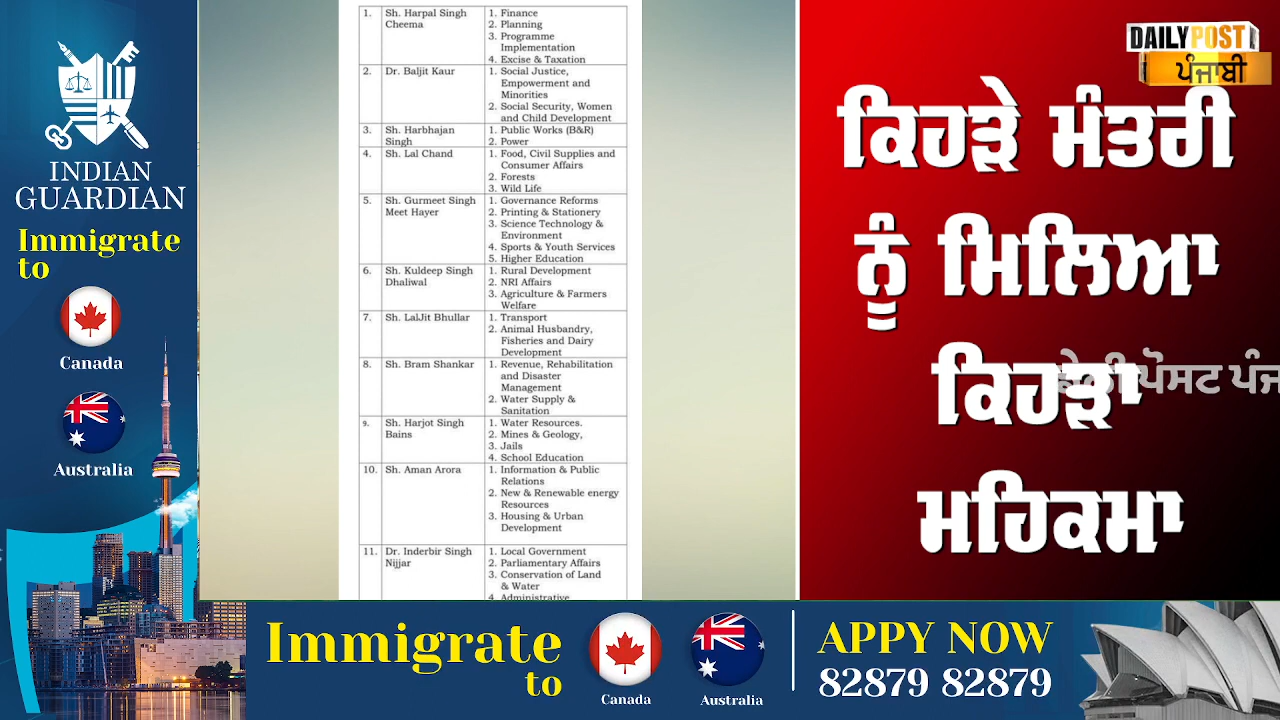 INDIAN
GUARDIAN
Immigrate
to
Canada
Australia
1. Sh. Harpal Singh Cheema
1. Finance
2. Planning
3. Programme
Implementation
4. Excise & Taxation
2. Dr. Baljit Kaur
1. Social Justice,
Empowerment and
Minorities
2. Social Security, Women
and Child Development
3. Sh. Harbhajan
Singh
1. Public Works (B&R)
2. Power
4. Sh. Lal Chand
1. Food, Civil Supplies and
Consumer Affairs
2. Forests
3. Wild Life
5. Sh. Gurmeet Singh
Meet Hayer
1. Governance Reforms
2. Printing & Stationery
3. Science Technology &
Environment
4. Sports & Youth Services
5. Higher Education
6. Sh. Kuldeep Singh
Dhaliwal
1. Rural Development
2. NRI Affairs
3. Agriculture & Farmers
Welfare
7. Sh. LalJit Bhullar
1. Transport
2. Animal Husbandry,
Fisheries and Dairy
Development
8. Sh. Bram Shankar
1. Revenue, Rehabilitation
and Disaster
Management
2. Water Supply &
Sanitation
9. Sh. Harjot Singh
Bains
1. Water Resources.
2. Mines & Geology,
3. Jails
4. School Education
10. Sh. Aman Arora
1. Information & Public
Relations
2. New & Renewable energy
Resources
3. Housing & Urban
Development
11. Dr. Inderbir Singh
Nijjar
1. Local Government
2. Parliamentary Affairs
3. Conservation of Land
& Water
4. Administrative
DAILYPOST
ਪੰਜਾਬੀ
ਕਿਹੜੇ ਮੰਤਰੀ
ਨੂੰ ਮਿਲਿਆ
ਕਿਹੜਾ
ਮਹਿਕਮਾ
ਪੋਸਟ ਪੰਜ
Immigrate
to
Canada
Australia
APPY NOW
82879 82879